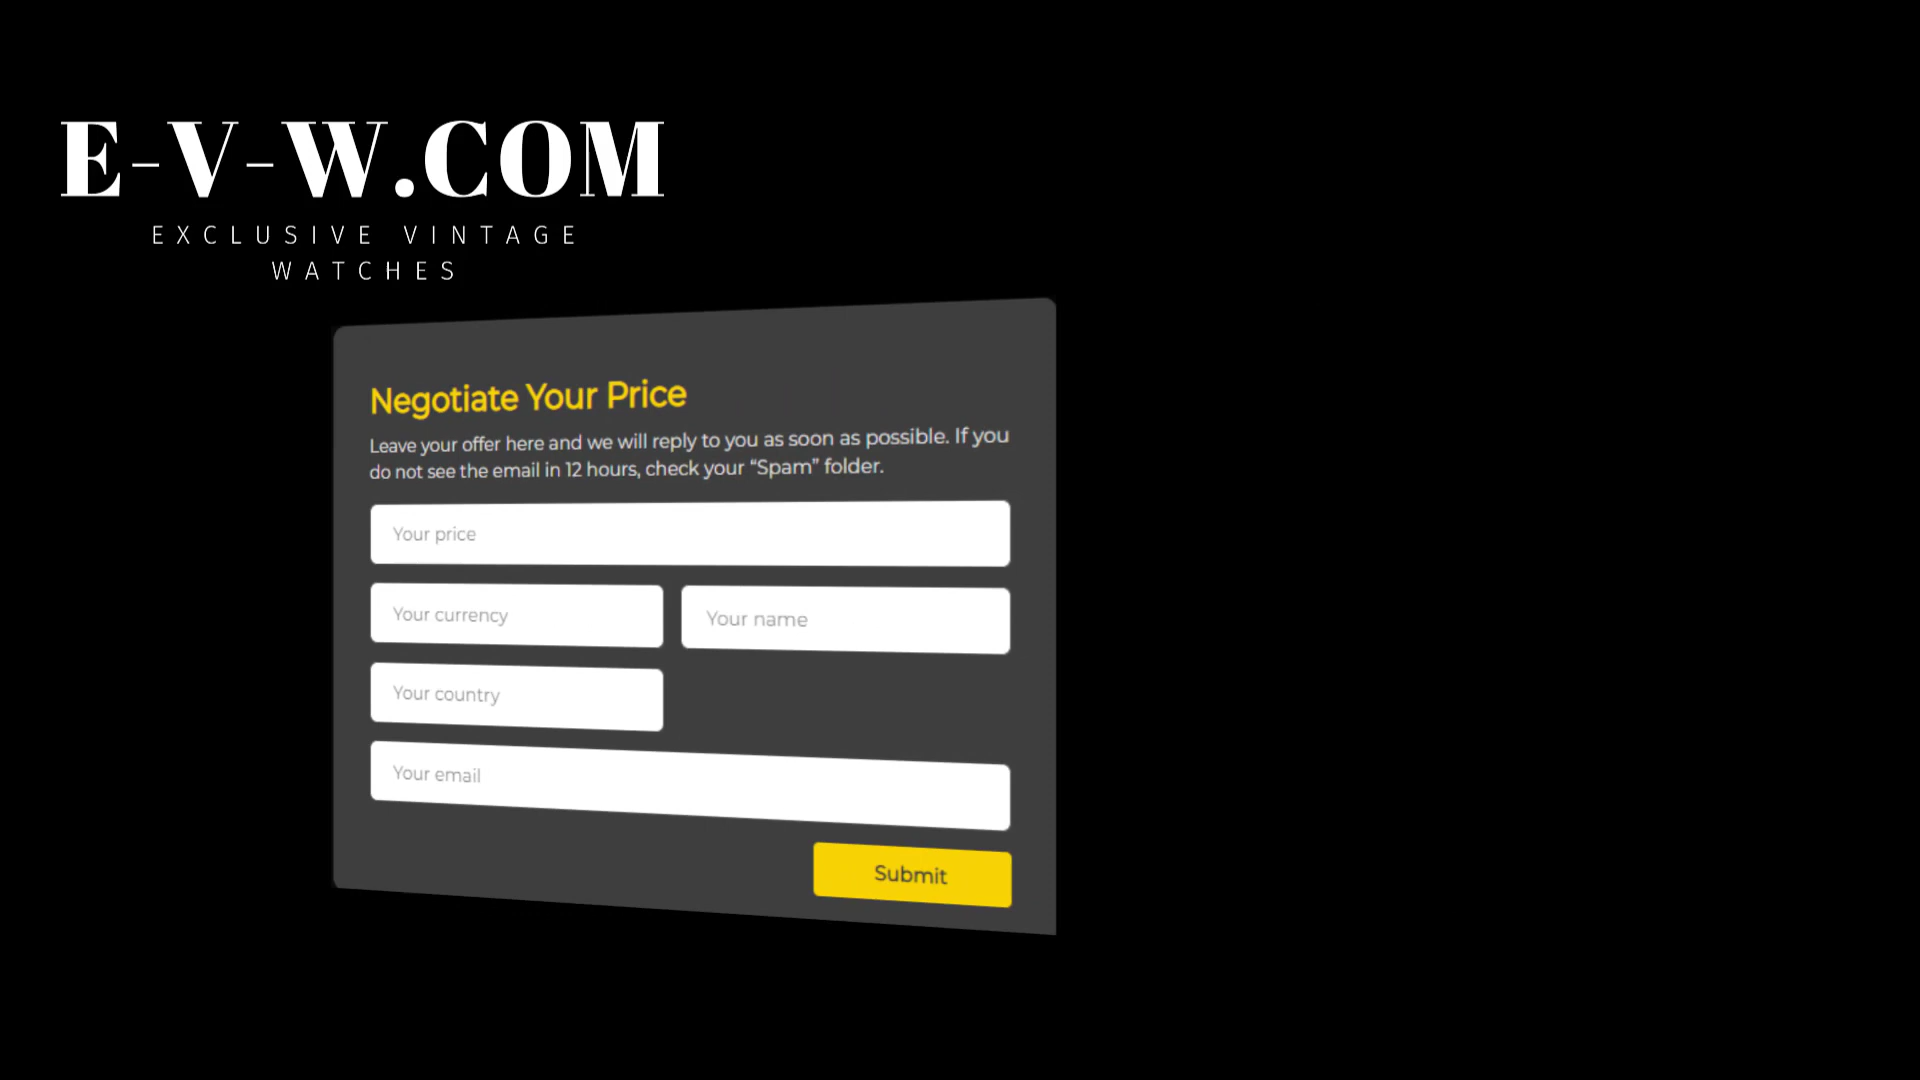 E-V-W.COM
EXCLUSIVE VINTAGE
WATCHES
Negotiate Your Price
Leave your offer here and we will reply to you as soon as possible. If you
do not see the email in 12 hours, check your “Spam” folder.
Your price
Your currency
Your name
Your country
Your email
Submit